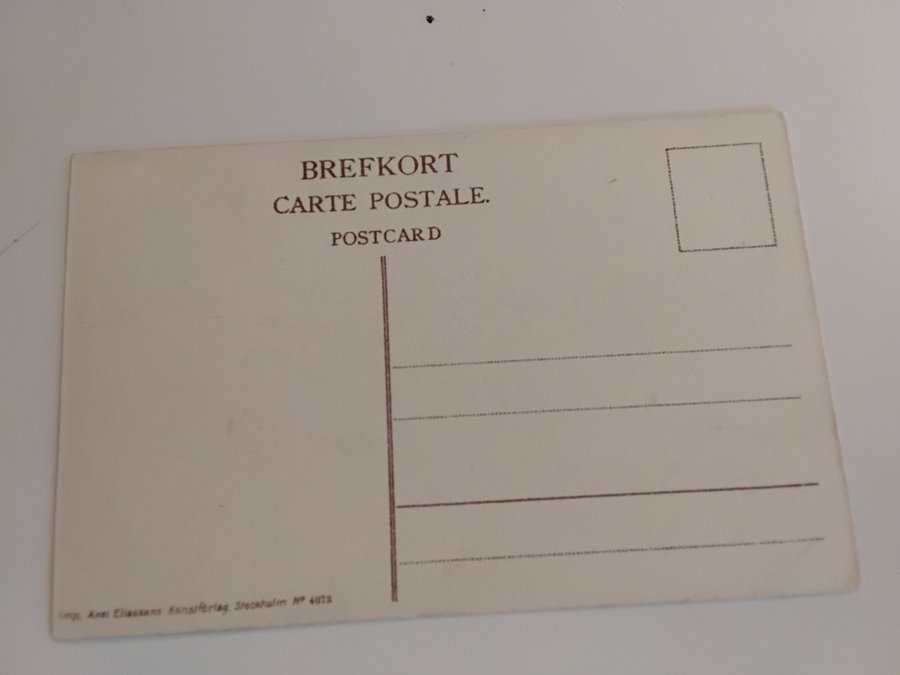 BREFKORT
CARTE POSTALE.
POSTCARD
Imp. Axel Eliassons Konstförlag, Stockholm Nº 4073